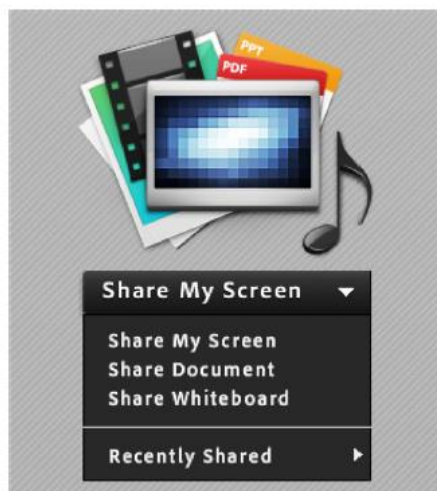 PPT
PDF
Share My Screen
Share My Screen
Share Document
Share Whiteboard
Recently Shared